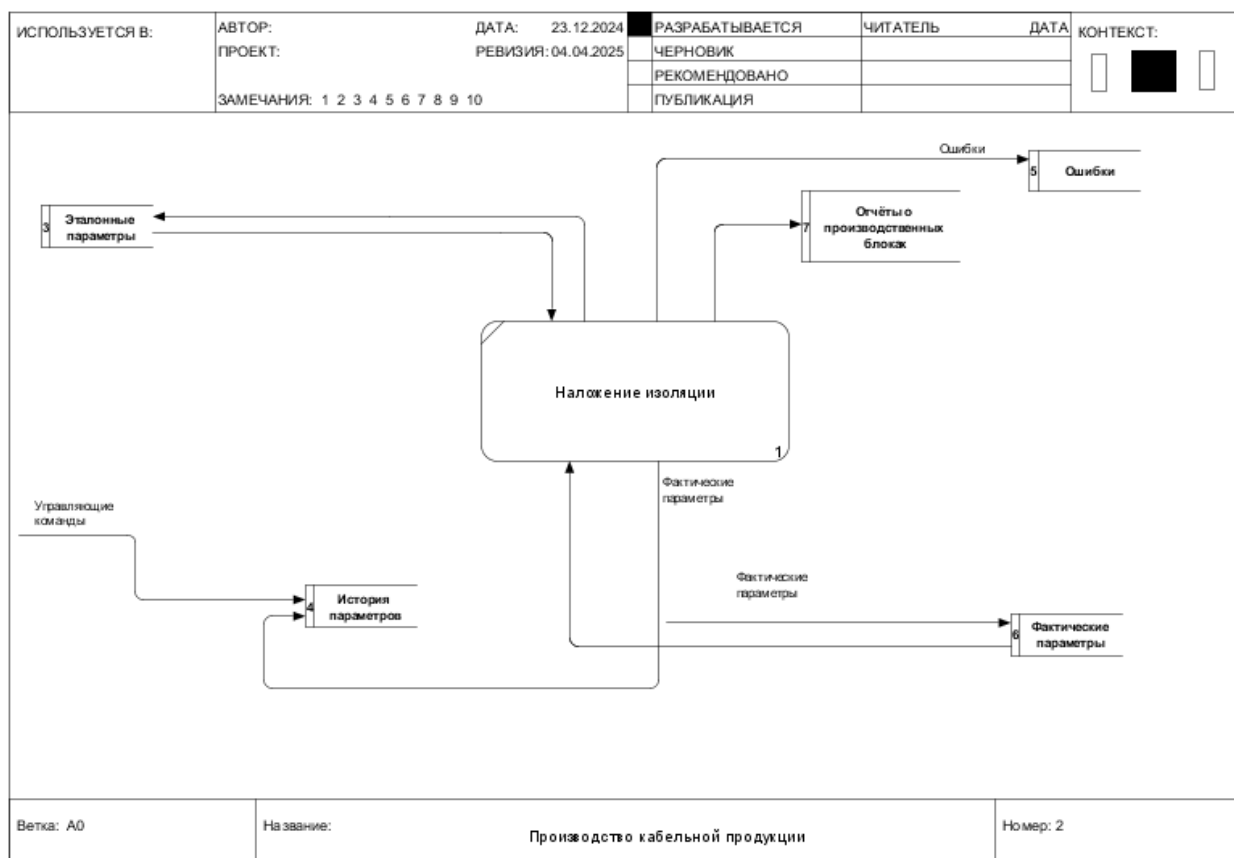 ИСПОЛЬЗУЕТСЯ В:
АВТОР:
ДАТА: 23.12.2024
РАЗРАБАТЫВАЕТСЯ
ЧИТАТЕЛЬ
ДАТА
КОНТЕКСТ:
ПРОЕКТ:
РЕВИЗИЯ: 04.04.2025
ЧЕРНОВИК
РЕКОМЕНДОВАНО
ЗАМЕЧАНИЯ: 1 2 3 4 5 6 7 8 9 10
ПУБЛИКАЦИЯ
Ошибки
5
Ошибки
3
Эталонные
параметры
7
Отчёты о
производственных
блоках
Наложение изоляции
1
Фактические
параметры
Управляющие
команды
4
История
параметров
Фактические
параметры
6
Фактические
параметры
Ветка: A0
Название:
Производство кабельной продукции
Номер: 2